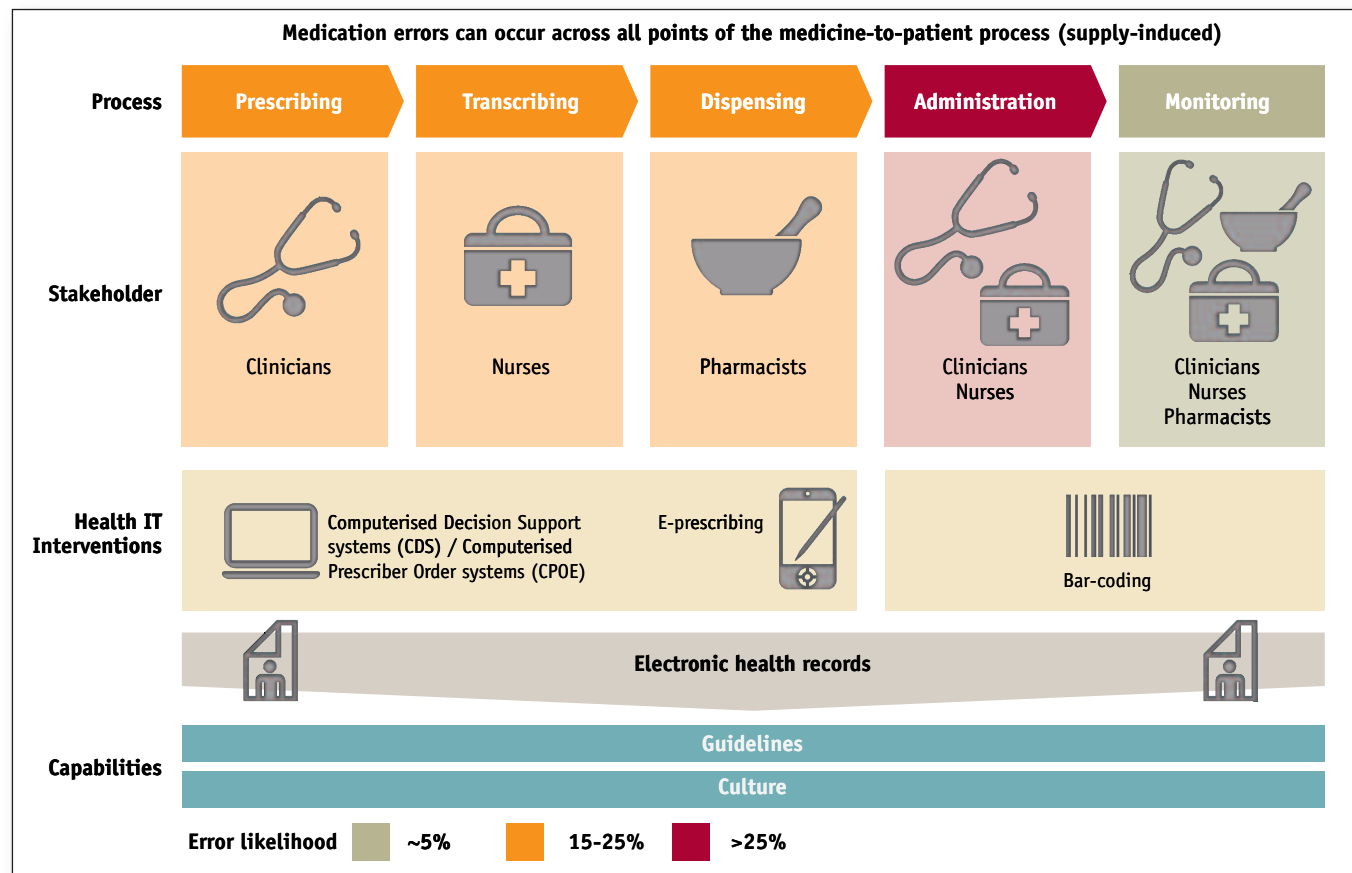 Medication errors can occur across all points of the medicine-to-patient process (supply-induced)
Process
Prescribing
Transcribing
Dispensing
Administration
Monitoring
Stakeholder
Clinicians
Nurses
Pharmacists
Clinicians
Nurses
Clinicians
Nurses
Pharmacists
Health IT
Interventions
Computerised Decision Support
systems (CDS) / Computerised
Prescriber Order systems (CPOE)
E-prescribing
Bar-coding
Electronic health records
Capabilities
Guidelines
Culture
Error likelihood
~5%
15-25%
>25%